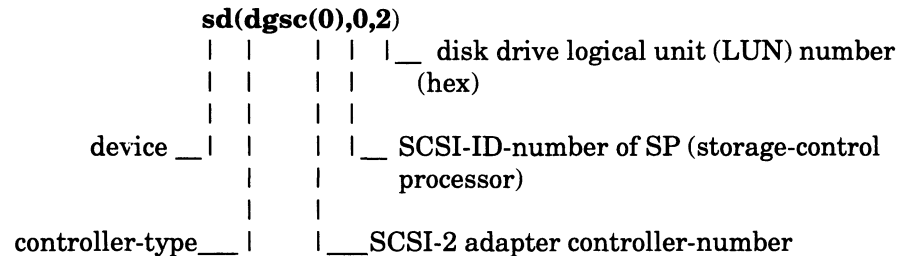 sd(dgsc(0),0,2)
disk drive logical unit (LUN) number
(hex)
device
SCSI-ID-number of SP (storage-control
processor)
controller-type
SCSI-2 adapter controller-number